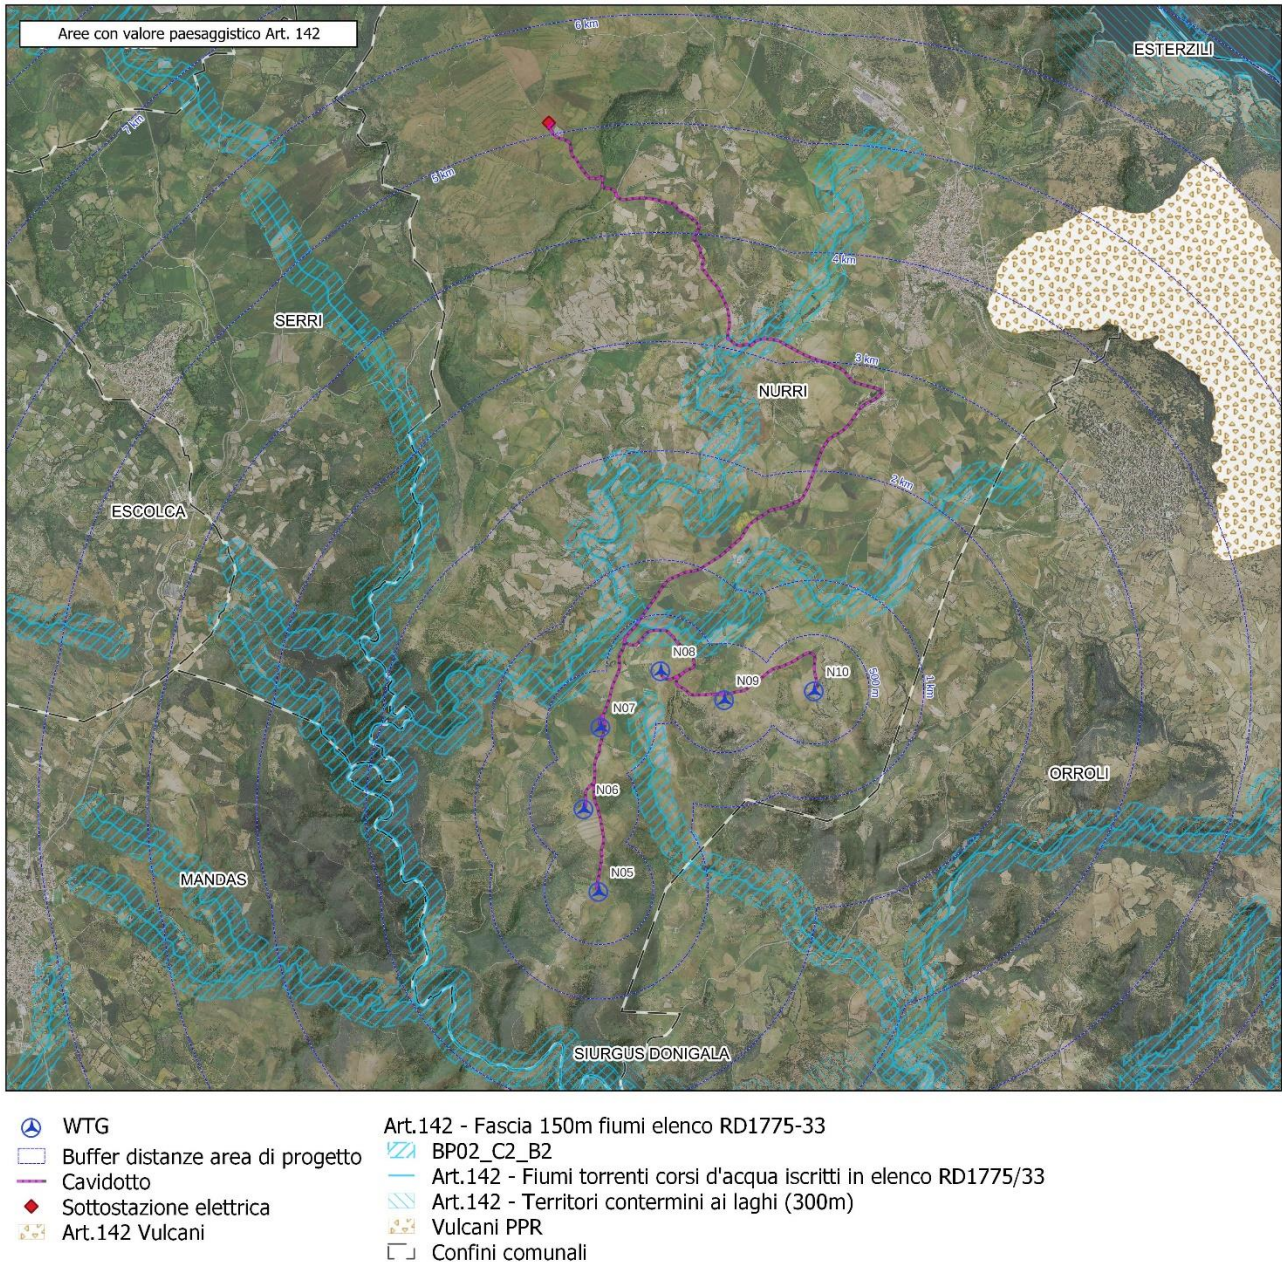 Aree con valore paesaggistico Art. 142
6 km
ESTERZILI
7 km
5 km
4 km
SERRI
3 km
NURRI
2 km
ESCOLCA
N08
N09
N10
500 m
1 km
N07
ORROLI
N06
N05
MANDAS
SIURGUS DONIGALA
WTG
Buffer distanze area di progetto
Cavidotto
Sottostazione elettrica
Art.142 Vulcani
Art.142 - Fascia 150m fiumi elenco RD1775-33
BP02_C2_B2
Art.142 - Fiumi torrenti corsi d'acqua iscritti in elenco RD1775/33
Art.142 - Territori contermini ai laghi (300m)
Vulcani PPR
Confini comunali